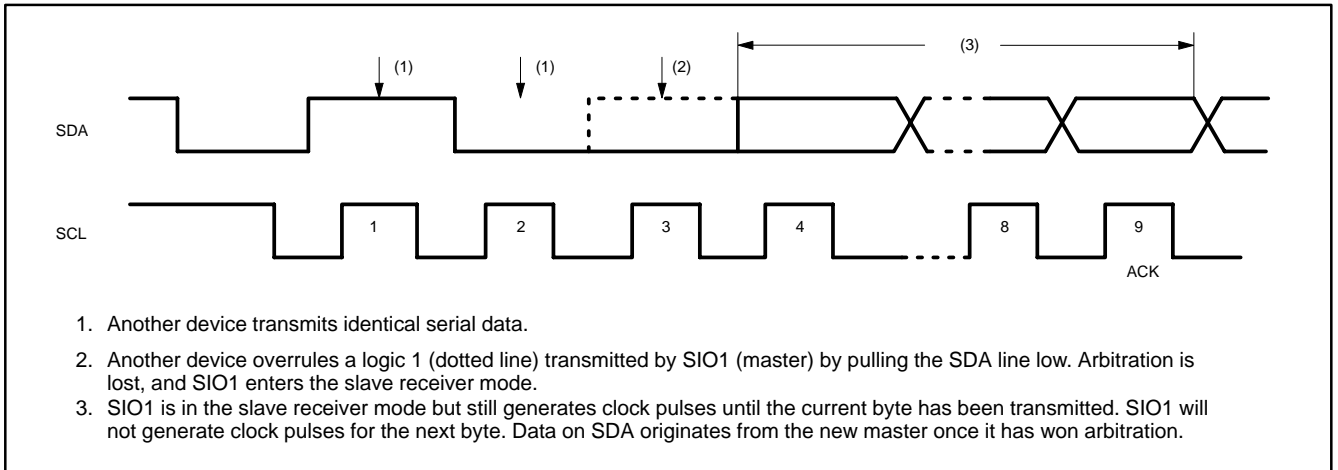 (3)
(1) (1) (2)
SDA
SCL
1 2 3 4 8 9
ACK
1. Another device transmits identical serial data.
2. Another device overrules a logic 1 (dotted line) transmitted by SIO1 (master) by pulling the SDA line low. Arbitration is
lost, and SIO1 enters the slave receiver mode.
3. SIO1 is in the slave receiver mode but still generates clock pulses until the current byte has been transmitted. SIO1 will
not generate clock pulses for the next byte. Data on SDA originates from the new master once it has won arbitration.